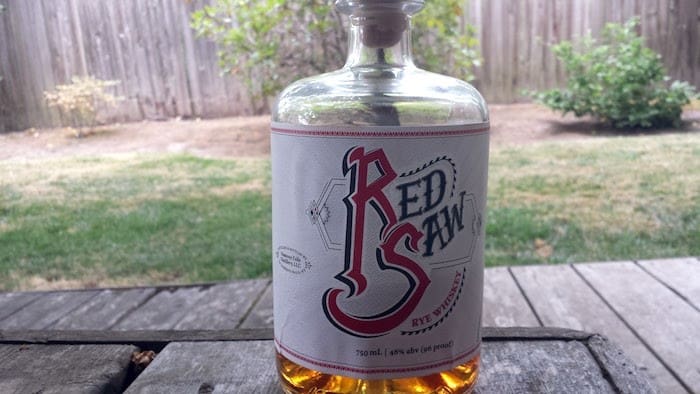 RED
SAW
RYE WHISKEY
750 mL | 48% abv (96 proof)